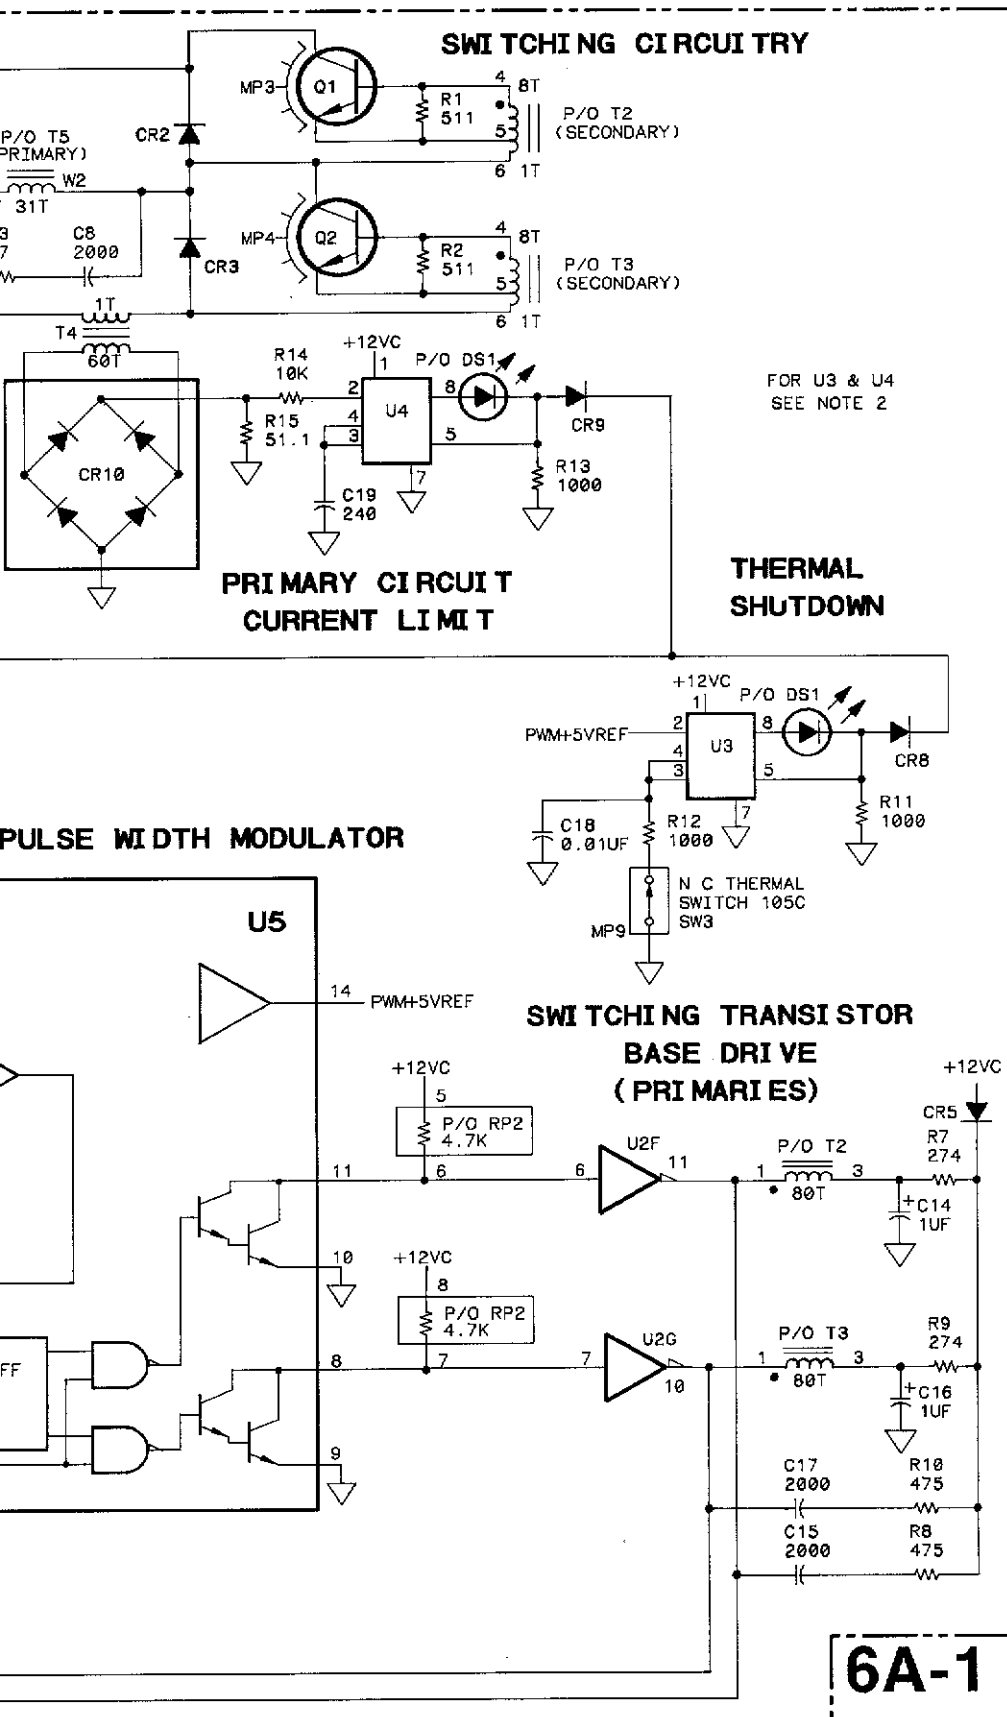 SWITCHING CIRCUITRY
MP3
Q1
R1
511
4
8T
5
6 1T
P/O T2
(SECONDARY)
P/O T5
PRIMARY)
W2
31T
CR2
MP4
Q2
R2
511
4
8T
5
6 1T
P/O T3
(SECONDARY)
3
7
C8
2000
CR3
1T
T4
60T
CR10
R14
10K
R15
51.1
+12VC
1
2
4
3
U4
8
5
7
P/O DS1
CR9
C19
240
R13
1000
FOR U3 & U4
SEE NOTE 2
PRIMARY CIRCUIT
CURRENT LIMIT
THERMAL
SHUTDOWN
+12VC
1
P/O DS1
PWM+5VREF
2
4
3
U3
8
5
7
CR8
C18
0.01UF
R12
1000
R11
1000
N C THERMAL
SWITCH 105C
SW3
MP9
PULSE WIDTH MODULATOR
U5
14
PWM+5VREF
SWITCHING TRANSISTOR
BASE DRIVE
(PRIMARIES)
+12VC
5
P/O RP2
4.7K
11
6
6
U2F
11
1
P/O T2
80T
3
+12VC
CR5
R7
274
+C14
1UF
10
+12VC
8
P/O RP2
4.7K
8
7
7
U2G
10
1
P/O T3
80T
3
R9
274
+C16
1UF
FF
9
C17
2000
R10
475
C15
2000
R8
475
6A-1